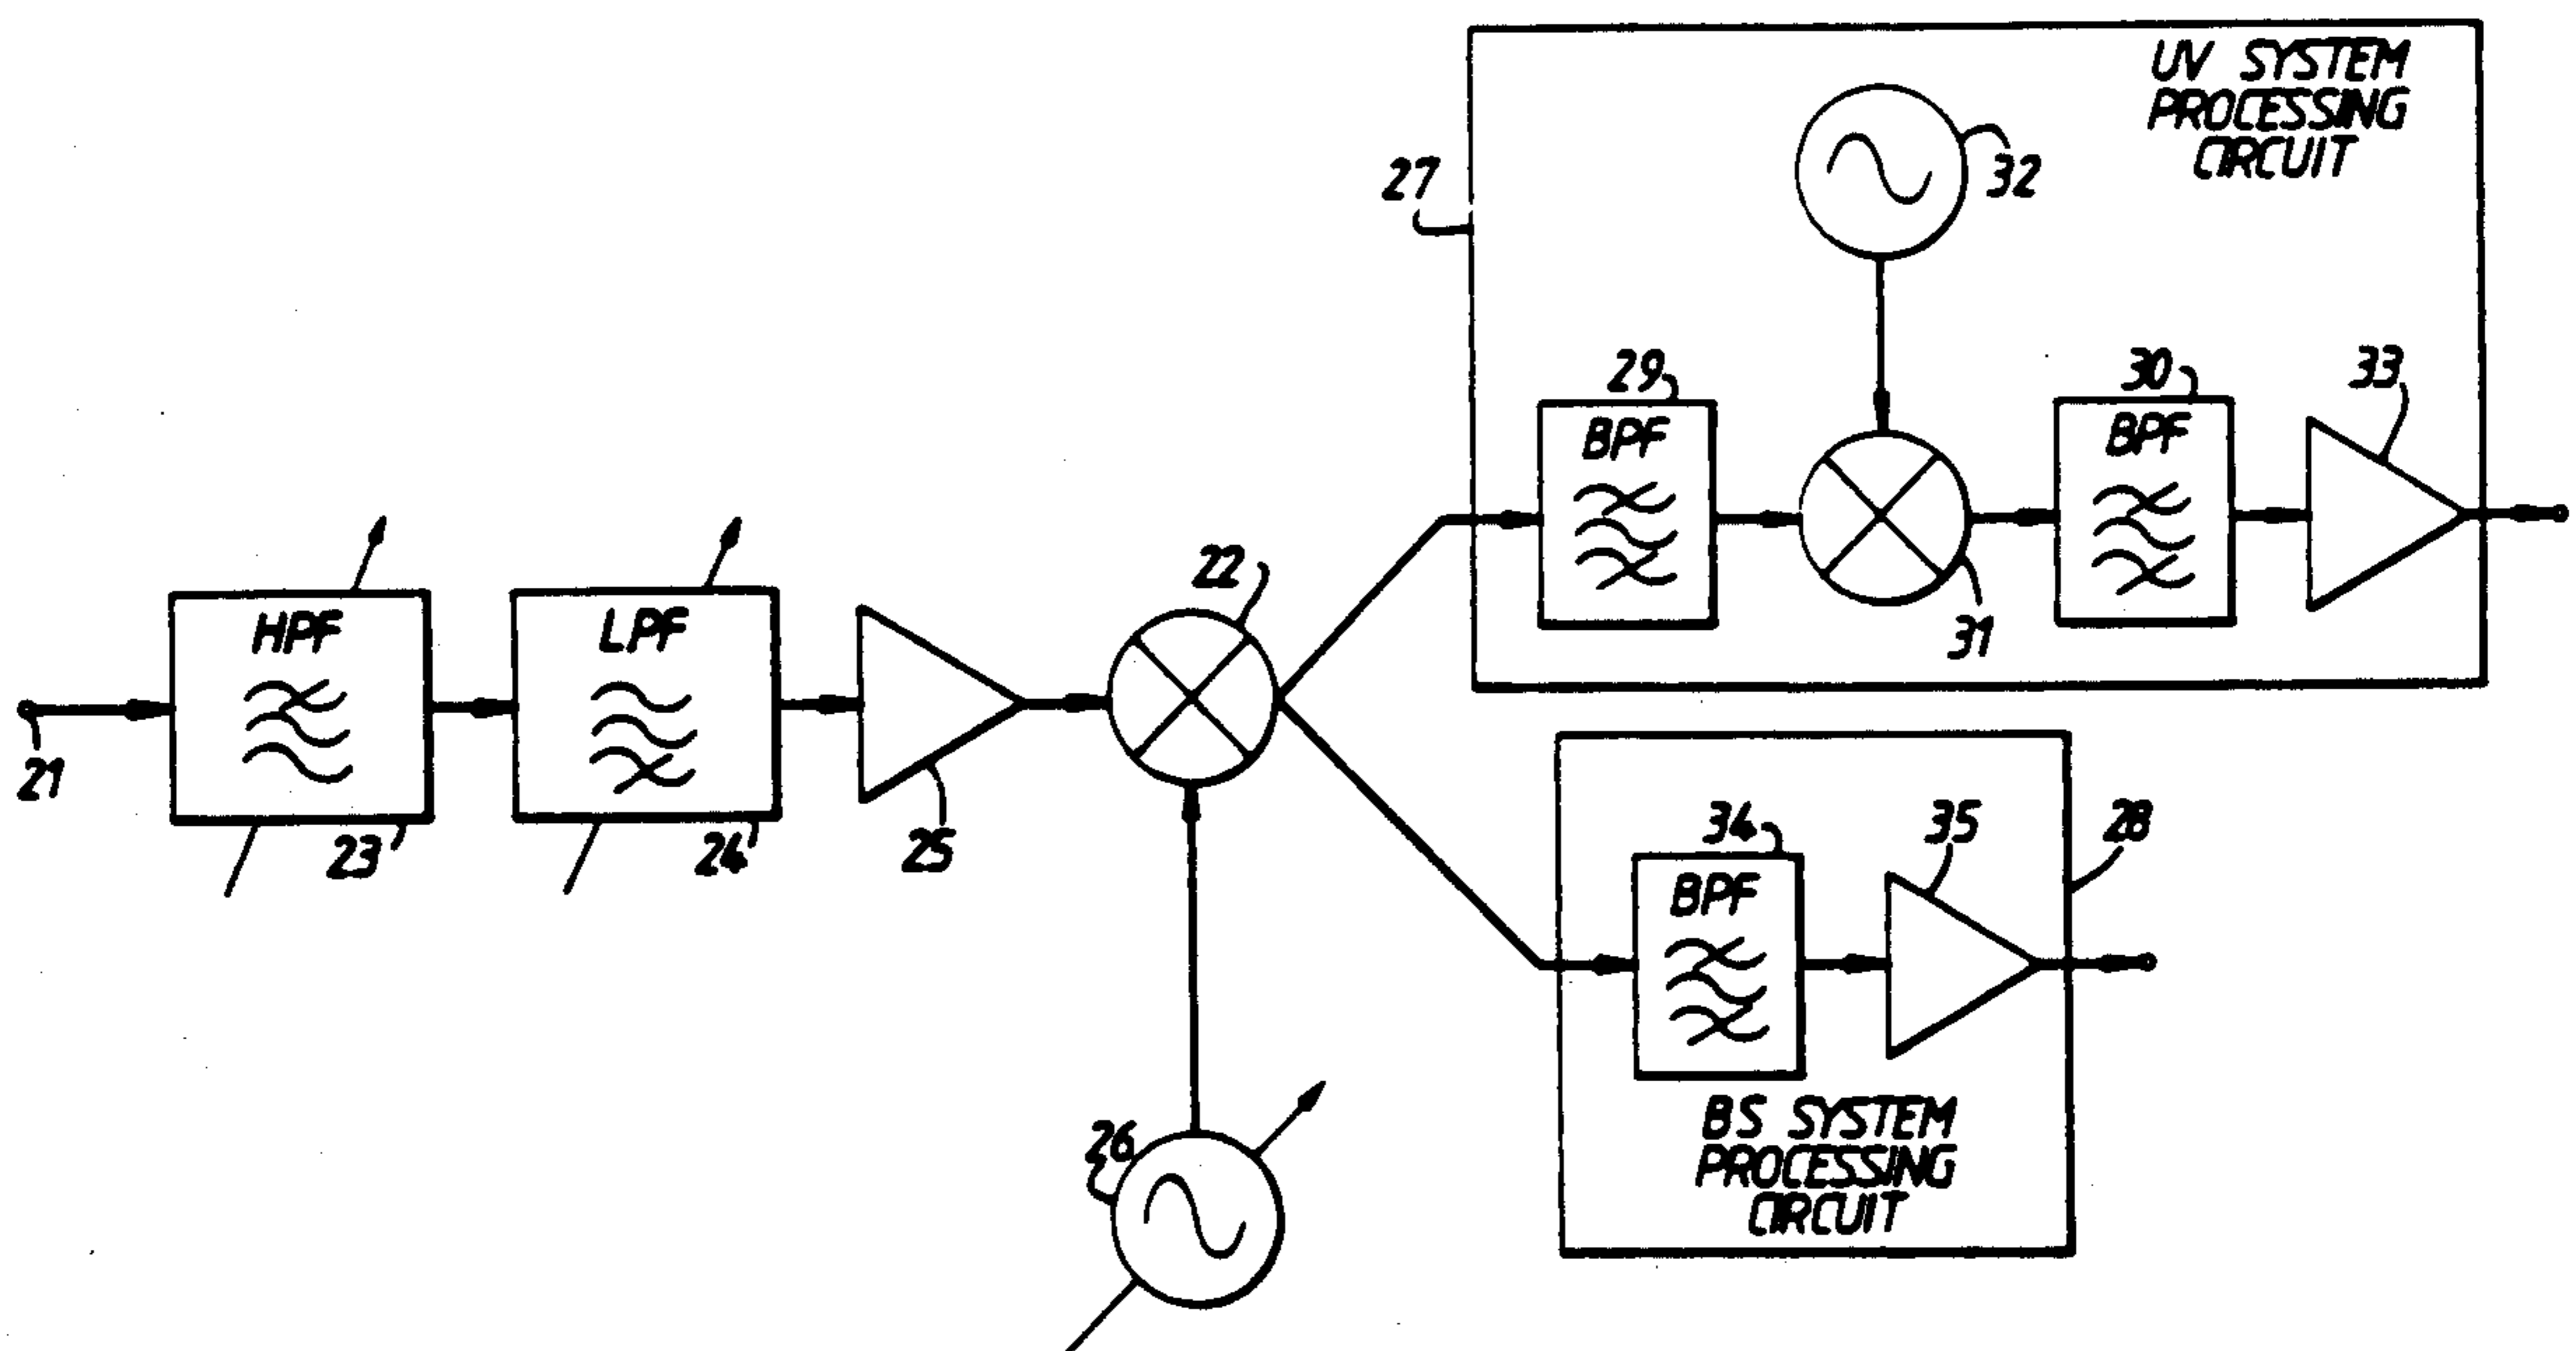 UV SYSTEM
PROCESSING
CIRCUIT
27
32
29
BPF
30
BPF
33
31
22
HPF
LPF
21
23
24
25
34
BPF
35
28
26
BS SYSTEM
PROCESSING
CIRCUIT